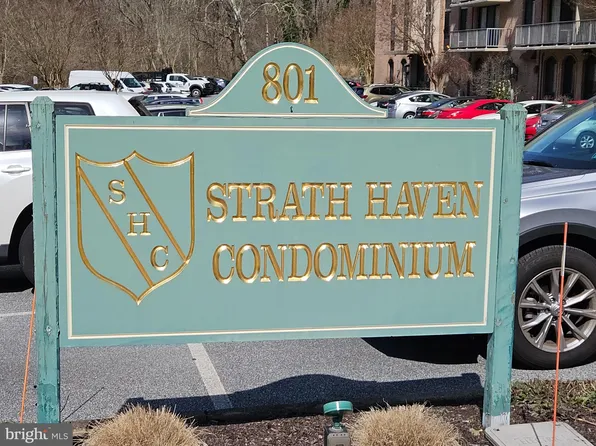 801
S
H
C
STRATH HAVEN
CONDOMINIUM
bright MLS